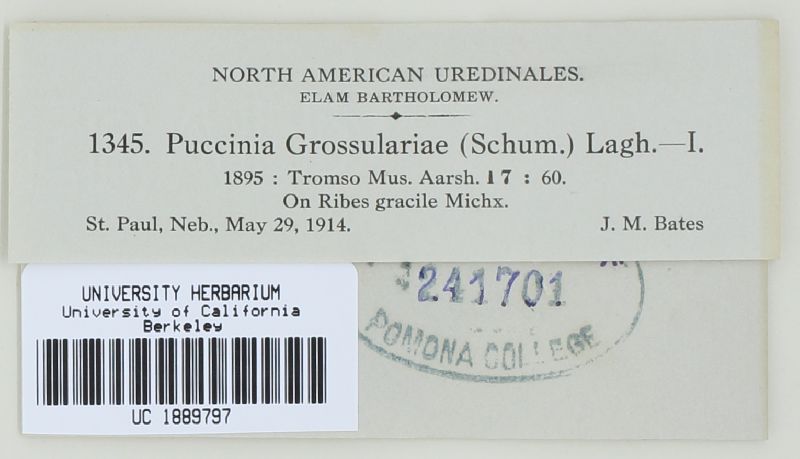 NORTH AMERICAN UREDINALES.
ELAM BARTHOLOMEW.
1345. Puccinia Grossulariae (Schum.) Lagh.—I.
1895 : Tromso Mus. Aarsh. 17 : 60.
On Ribes gracile Michx.
St. Paul, Neb., May 29, 1914. J. M. Bates
241701
POMONA COLLEGE
UNIVERSITY HERBARIUM
University of California
Berkeley
UC 1889797